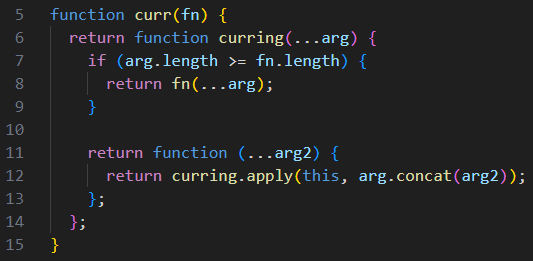 5 function curr(fn) {
6   return function curring(...arg) {
7     if (arg.length >= fn.length) {
8       return fn(...arg);
9     }
10
11     return function (...arg2) {
12       return curring.apply(this, arg.concat(arg2));
13     };
14   };
15 }